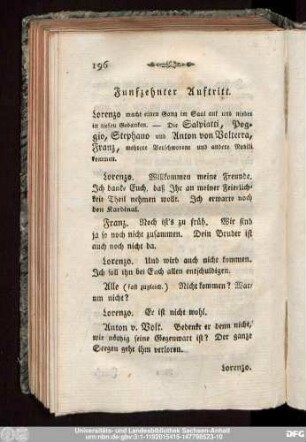 196
Funfzehnter Auftritt.
Lorenzo macht einen Gang im Saal auf und nieder
in tiefen Gedanken. — Die Salviatti, Pog-
gio, Stephano und Anton von Volterra,
Franz, mehrere Verschworene und andere Nobili
kommen.
Lorenzo. Willkommen meine Freunde.
Ich danke Euch, daß Ihr an meiner Feierlich-
keit Theil nehmen wollt. Ich erwarte noch
den Kardinal.
Franz. Noch ist's zu früh. Wir sind
ja so noch nicht zusammen. Dein Bruder ist
auch noch nicht da.
Lorenzo. Und wird auch nicht kommen.
Ich soll ihn bei Euch allen entschuldigen.
Alle (fast zugleich.) Nicht kommen? War-
um nicht?
Lorenzo. Er ist nicht wohl.
Anton v. Volt. Bedenkt er denn nicht,
wie nöthig seine Gegenwart ist? Der ganze
Seegen geht ihm verloren.
Lorenzo.
Universitäts- und Landesbibliothek Sachsen-Anhalt
urn:nbn:de:gbv:3:1-1192015415-147798523-10
DFG